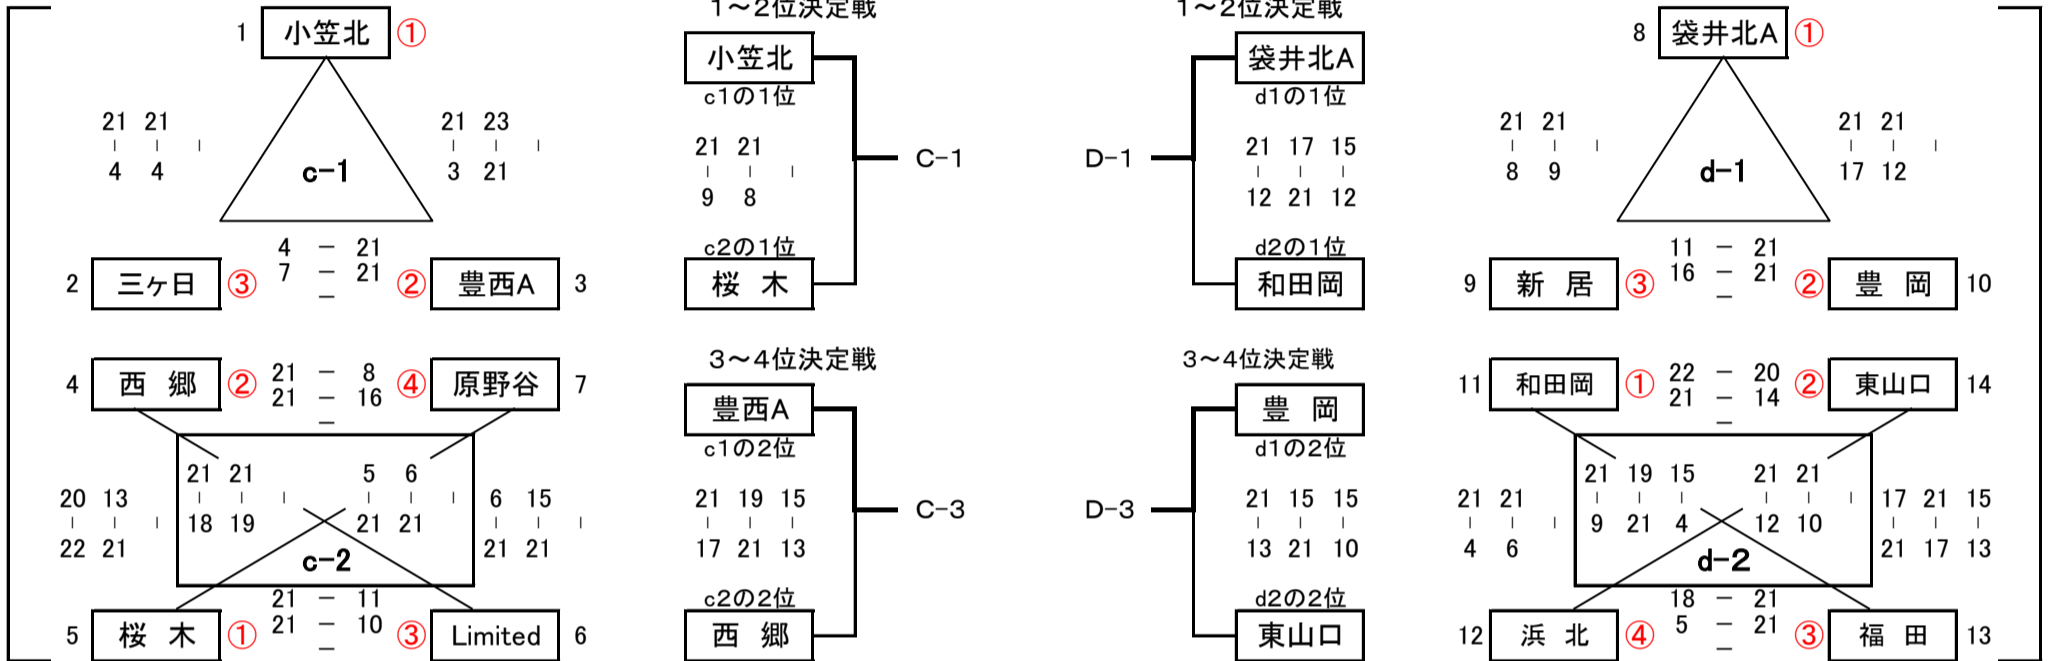 1～2位決定戦 1～2位決定戦
1 小笠北 ① 小笠北 袋井北A 8 袋井北A ①
c1の1位 d1の1位
21 21 21 23 21 21 21 17 15 21 21 21 21
| | | | | | | | | | | | | | | | | |
4 4 c-1 3 21 9 8 C-1 D-1 12 21 12 8 9 d-1 17 12
4 － 21 c2の1位 d2の1位 11 － 21
7 － 21 16 － 21
－ －
2 三ヶ日 ③ ② 豊西A 3 桜 木 和田岡 9 新 居 ③ ② 豊 岡 10
3～4位決定戦 3～4位決定戦
4 西 郷 ② 21 － 8 ④ 原野谷 7 11 和田岡 ① 22 － 20 ② 東山口 14
21 － 16 21 － 14
－ －
豊西A 豊 岡
c1の2位 d1の2位
21 21 5 6 21 19 15 21 21
| | | | | | | | | | | |
18 19 21 21 9 21 4 12 10
20 13 6 15 21 19 15 21 15 15 21 21 17 21 15
| | | | | | | | | | | | | | | | | |
22 21 21 21 17 21 13 13 21 10 4 6 21 17 13
c-2 C-3 D-3 d-2
21 － 11 c2の2位 d2の2位 18 － 21
21 － 10 5 － 21
－ －
5 桜 木 ① ③ Limited 6 西 郷 東山口 12 浜 北 ④ ③ 福 田 13